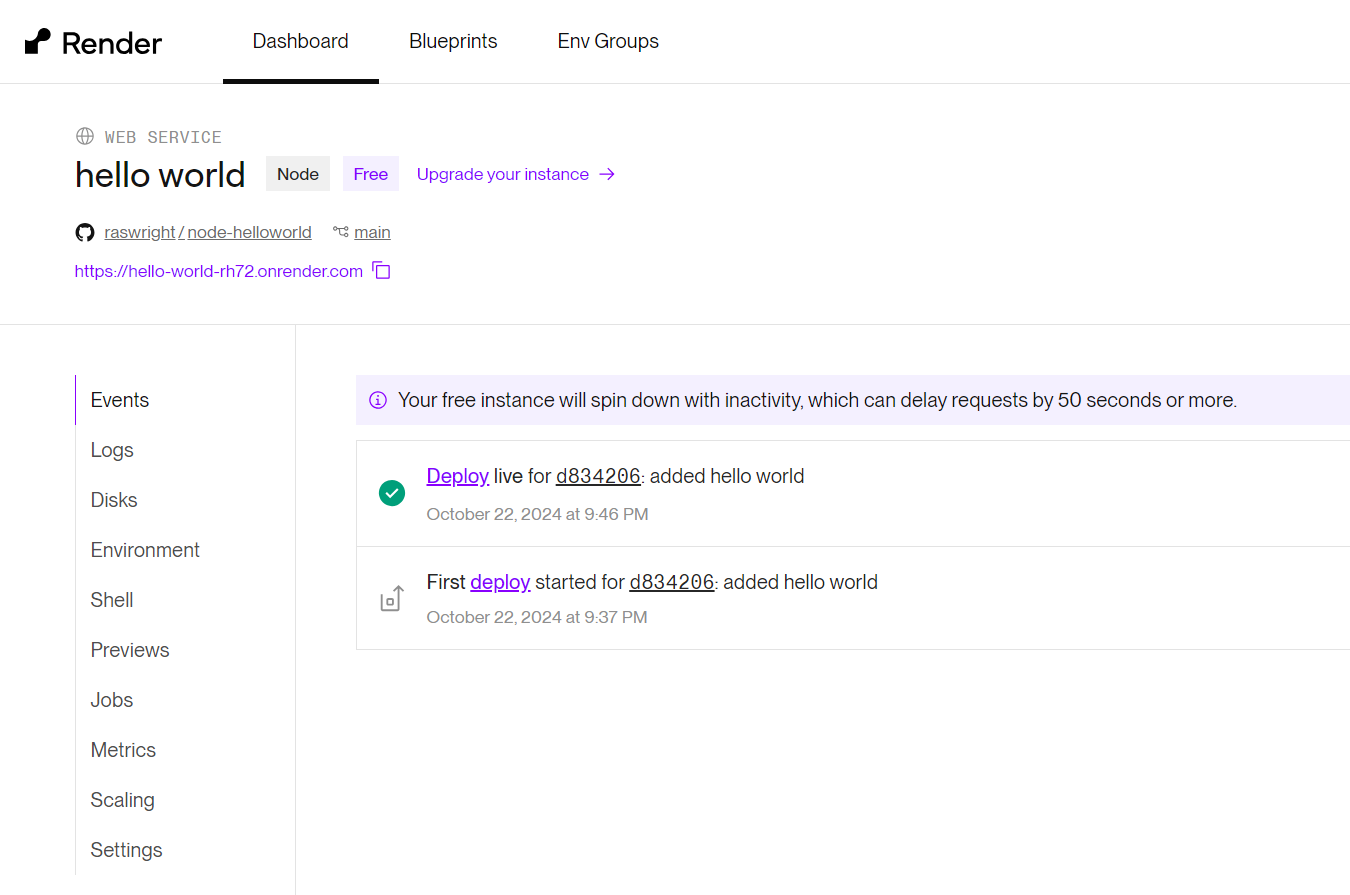 Render Dashboard Blueprints Env Groups
WEB SERVICE
hello world Node Free Upgrade your instance →
raswright / node-helloworld main
https://hello-world-rh72.onrender.com
Events
Logs
Disks
Environment
Shell
Previews
Jobs
Metrics
Scaling
Settings
Your free instance will spin down with inactivity, which can delay requests by 50 seconds or more.
Deploy live for d834206: added hello world
October 22, 2024 at 9:46 PM
First deploy started for d834206: added hello world
October 22, 2024 at 9:37 PM